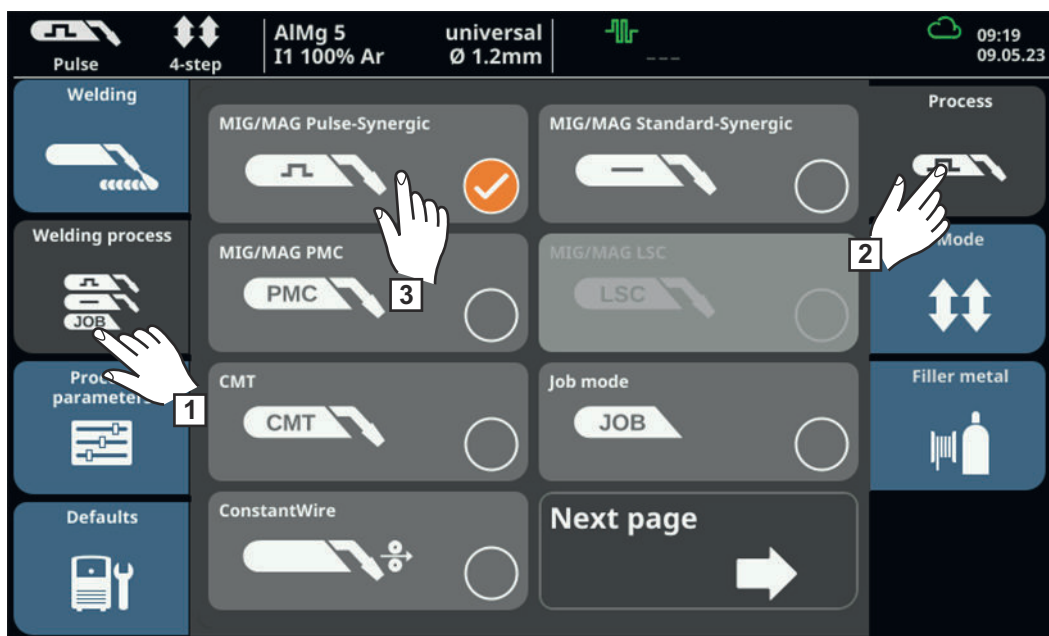 Pulse
4-step
AlMg 5 universal
I1 100% Ar Ø 1.2mm
---
09:19
09.05.23
Welding
Welding process
JOB
1
parameters
Defaults
MIG/MAG Pulse-Synergic
3
MIG/MAG Standard-Synergic
MIG/MAG PMC
PMC
MIG/MAG LSC
LSC
CMT
CMT
Job mode
JOB
ConstantWire
Next page
Process
2
Mode
Filler metal